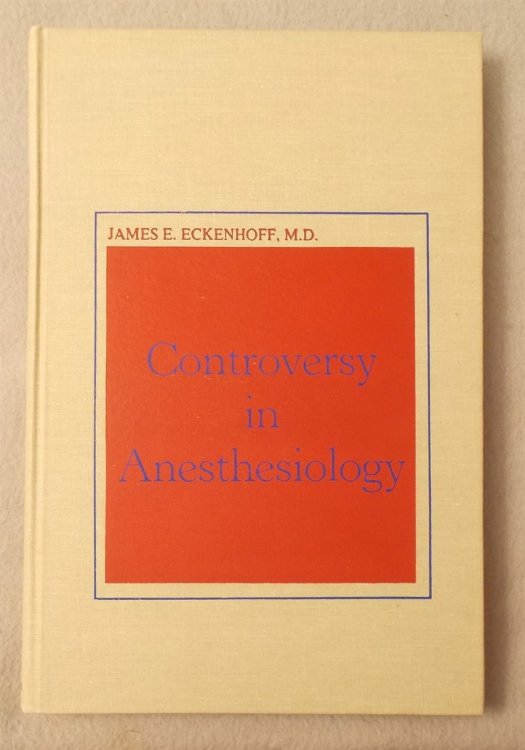 JAMES E. ECKENHOFF, M.D.
Controversy
in
Anesthesiology